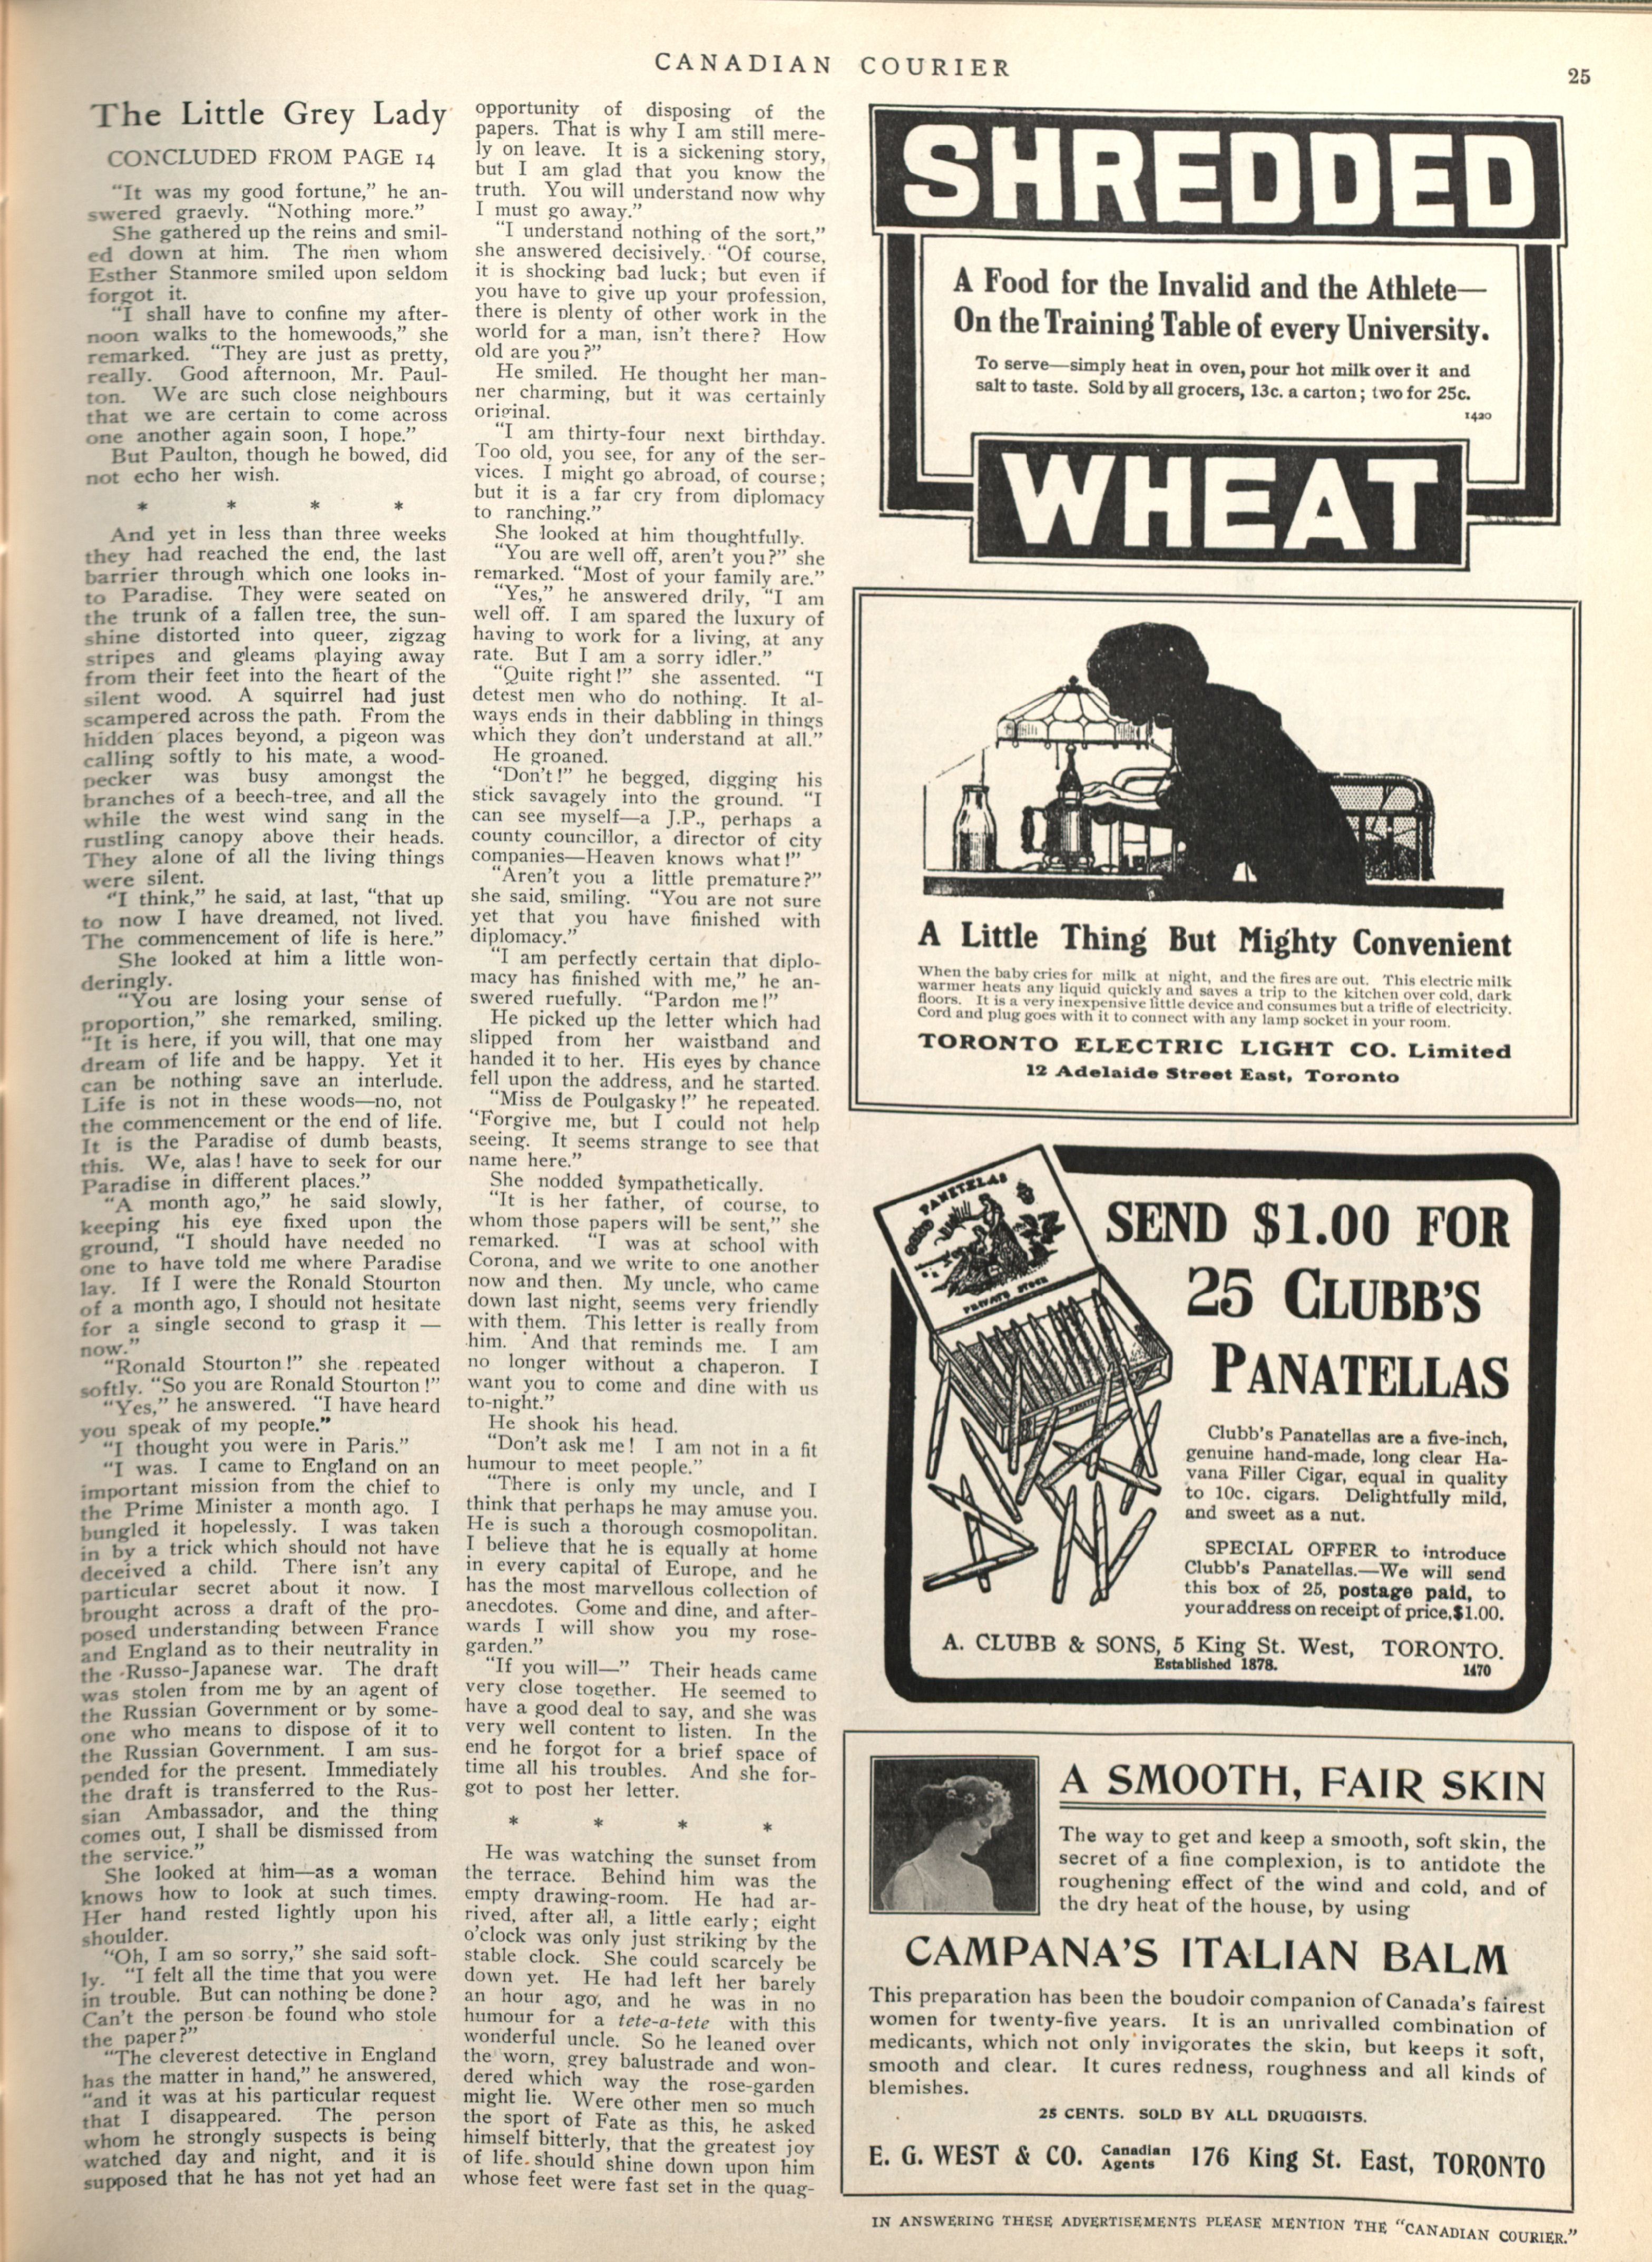 CANADIAN COURIER
25
The Little Grey Lady
CONCLUDED FROM PAGE 14
"It was my good fortune," he an-
swered graevly. "Nothing more."
She gathered up the reins and smil-
ed down at him. The men whom
Esther Stanmore smiled upon seldom
forgot it.
"I shall have to confine my after-
noon walks to the homewoods," she
remarked. "They are just as pretty,
really. Good afternoon, Mr. Paul-
ton. We are such close neighbours
that we are certain to come across
one another again soon, I hope."
But Paulton, though he bowed, did
not echo her wish.
* * * *
And yet in less than three weeks
they had reached the end, the last
barrier through which one looks in-
to Paradise. They were seated on
the trunk of a fallen tree, the sun-
shine distorted into queer, zigzag
stripes and gleams playing away
from their feet into the heart of the
silent wood. A squirrel had just
scampered across the path. From the
hidden places beyond, a pigeon was
calling softly to his mate, a wood-
pecker was busy amongst the
branches of a beech-tree, and all the
while the west wind sang in the
rustling canopy above their heads.
They alone of all the living things
were silent.
"I think," he said, at last, "that up
to now I have dreamed, not lived.
The commencement of life is here."
She looked at him a little won-
deringly.
"You are losing your sense of
proportion," she remarked, smiling.
"It is here, if you will, that one may
dream of life and be happy. Yet it
can be nothing save an interlude.
Life is not in these woods—no, not
the commencement or the end of life.
It is the Paradise of dumb beasts,
this. We, alas! have to seek for our
Paradise in different places."
"A month ago," he said slowly,
keeping his eye fixed upon the
ground, "I should have needed no
one to have told me where Paradise
lay. If I were the Ronald Stourton
of a month ago, I should not hesitate
for a single second to grasp it —
now."
"Ronald Stourton!" she repeated
softly. "So you are Ronald Stourton!"
"Yes," he answered. "I have heard
you speak of my people."
"I thought you were in Paris."
"I was. I came to England on an
important mission from the chief to
the Prime Minister a month ago. I
bungled it hopelessly. I was taken
in by a trick which should not have
deceived a child. There isn't any
particular secret about it now. I
brought across a draft of the pro-
posed understanding between France
and England as to their neutrality in
the Russo-Japanese war. The draft
was stolen from me by an agent of
the Russian Government or by some-
one who means to dispose of it to
the Russian Government. I am sus-
pended for the present. Immediately
the draft is transferred to the Rus-
sian Ambassador, and the thing
comes out, I shall be dismissed from
the service."
She looked at him—as a woman
knows how to look at such times.
Her hand rested lightly upon his
shoulder.
"Oh, I am so sorry," she said soft-
ly. "I felt all the time that you were
in trouble. But can nothing be done?
Can't the person be found who stole
the paper?"
"The cleverest detective in England
has the matter in hand," he answered,
"and it was at his particular request
that I disappeared. The person
whom he strongly suspects is being
watched day and night, and it is
supposed that he has not yet had an
opportunity of disposing of the
papers. That is why I am still mere-
ly on leave. It is a sickening story,
but I am glad that you know the
truth. You will understand now why
I must go away."
"I understand nothing of the sort,"
she answered decisively. "Of course,
it is shocking bad luck; but even if
you have to give up your profession,
there is plenty of other work in the
world for a man, isn't there? How
old are you?"
He smiled. He thought her man-
ner charming, but it was certainly
original.
"I am thirty-four next birthday.
Too old, you see, for any of the ser-
vices. I might go abroad, of course;
but it is a far cry from diplomacy
to ranching."
She looked at him thoughtfully.
"You are well off, aren't you?" she
remarked. "Most of your family are."
"Yes," he answered drily, "I am
well off. I am spared the luxury of
having to work for a living, at any
rate. But I am a sorry idler."
"Quite right!" she assented. "I
detest men who do nothing. It al-
ways ends in their dabbling in things
which they don't understand at all."
He groaned.
"Don't!" he begged, digging his
stick savagely into the ground. "I
can see myself—a J.P., perhaps a
county councillor, a director of city
companies—Heaven knows what!"
"Aren't you a little premature?"
she said, smiling. "You are not sure
yet that you have finished with
diplomacy."
"I am perfectly certain that diplo-
macy has finished with me," he an-
swered ruefully. "Pardon me!"
He picked up the letter which had
slipped from her waistband and
handed it to her. His eyes by chance
fell upon the address, and he started.
"Miss de Poulgasky!" he repeated.
"Forgive me, but I could not help
seeing. It seems strange to see that
name here."
She nodded sympathetically.
"It is her father, of course, to
whom those papers will be sent," she
remarked. "I was at school with
Corona, and we write to one another
now and then. My uncle, who came
down last night, seems very friendly
with them. This letter is really from
him. And that reminds me. I am
no longer without a chaperon. I
want you to come and dine with us
to-night."
He shook his head.
"Don't ask me! I am not in a fit
humour to meet people."
"There is only my uncle, and I
think that perhaps he may amuse you.
He is such a thorough cosmopolitan.
I believe that he is equally at home
in every capital of Europe, and he
has the most marvellous collection of
anecdotes. Come and dine, and after-
wards I will show you my rose-
garden."
"If you will—" Their heads came
very close together. He seemed to
have a good deal to say, and she was
very well content to listen. In the
end he forgot for a brief space of
time all his troubles. And she for-
got to post her letter.
* * * *
He was watching the sunset from
the terrace. Behind him was the
empty drawing-room. He had ar-
rived, after all, a little early; eight
o'clock was only just striking by the
stable clock. She could scarcely be
down yet. He had left her barely
an hour ago, and he was in no
humour for a tete-a-tete with this
wonderful uncle. So he leaned over
the worn, grey balustrade and won-
dered which way the rose-garden
might lie. Were other men so much
the sport of Fate as this, he asked
himself bitterly, that the greatest joy
of life should shine down upon him
whose feet were fast set in the quag-
SHREDDED
A Food for the Invalid and the Athlete—
On the Training Table of every University.
To serve—simply heat in oven, pour hot milk over it and
salt to taste. Sold by all grocers, 13c. a carton; two for 25c.
1420
WHEAT
A Little Thing But Mighty Convenient
When the baby cries for milk at night, and the fires are out. This electric milk
warmer heats any liquid quickly and saves a trip to the kitchen over cold, dark
floors. It is a very inexpensive little device and consumes but a trifle of electricity.
Cord and plug goes with it to connect with any lamp socket in your room.
TORONTO ELECTRIC LIGHT CO. Limited
12 Adelaide Street East, Toronto
PANETELAS
PRIVATE STOCK
SEND $1.00 FOR
25 CLUBB'S
PANATELLAS
Clubb's Panatellas are a five-inch,
genuine hand-made, long clear Ha-
vana Filler Cigar, equal in quality
to 10c. cigars. Delightfully mild,
and sweet as a nut.
SPECIAL OFFER to introduce
Clubb's Panatellas.—We will send
this box of 25, postage paid, to
your address on receipt of price,$1.00.
A. CLUBB & SONS, 5 King St. West, TORONTO.
Established 1878.
1470
A SMOOTH, FAIR SKIN
The way to get and keep a smooth, soft skin, the
secret of a fine complexion, is to antidote the
roughening effect of the wind and cold, and of
the dry heat of the house, by using
CAMPANA'S ITALIAN BALM
This preparation has been the boudoir companion of Canada's fairest
women for twenty-five years. It is an unrivalled combination of
medicants, which not only invigorates the skin, but keeps it soft,
smooth and clear. It cures redness, roughness and all kinds of
blemishes.
25 CENTS. SOLD BY ALL DRUGGISTS.
E. G. WEST & CO. Canadian Agents 176 King St. East, TORONTO
IN ANSWERING THESE ADVERTISEMENTS PLEASE MENTION THE "CANADIAN COURIER."